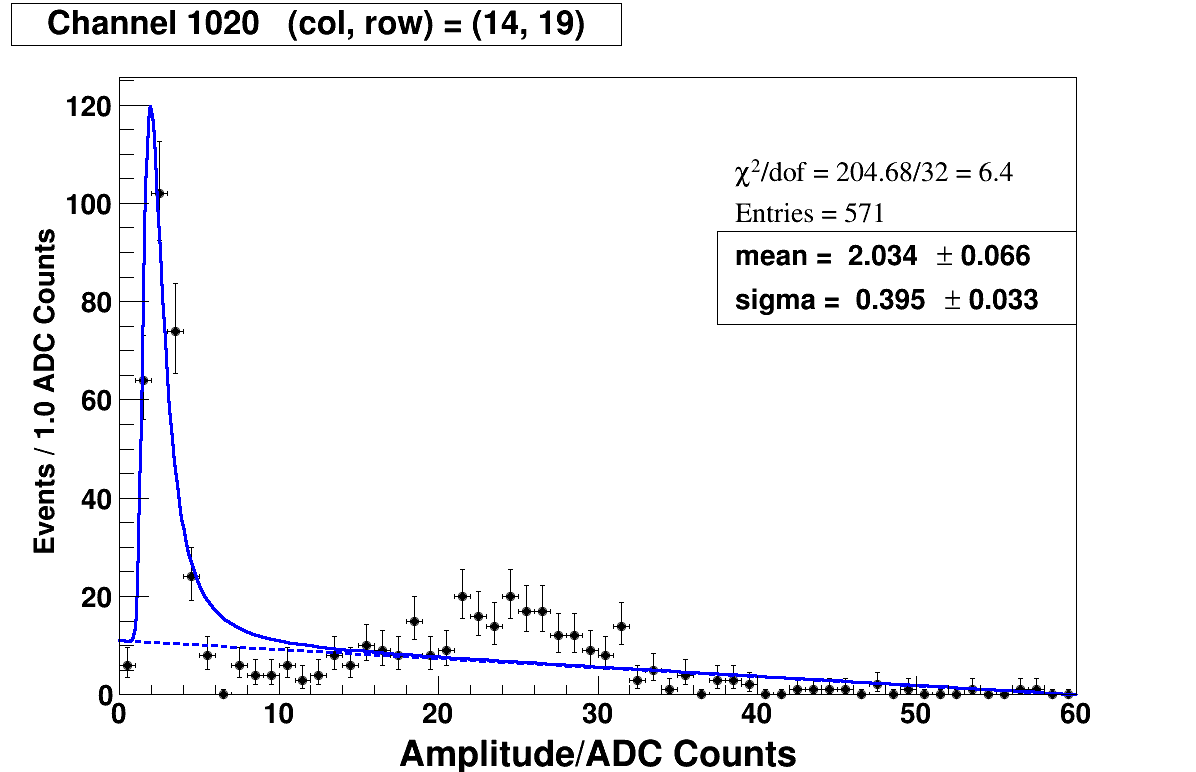 Channel 1020 (col, row) = (14, 19)
χ²/dof = 204.68/32 = 6.4
Entries = 571
mean = 2.034 ± 0.066
sigma = 0.395 ± 0.033
Events / 1.0 ADC Counts
120
100
80
60
40
20
0
0 10 20 30 40 50 60
Amplitude/ADC Counts